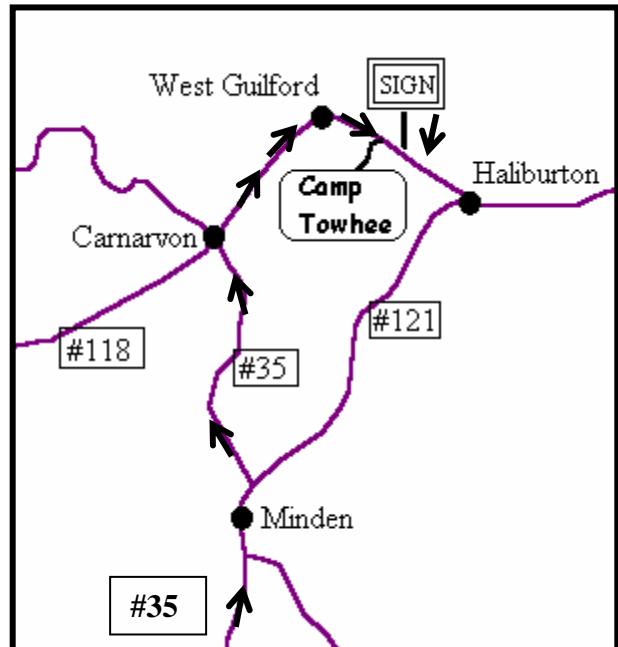 West Guilford
SIGN
Haliburton
Camp
Towhee
Carnarvon
#121
#118
#35
Minden
#35